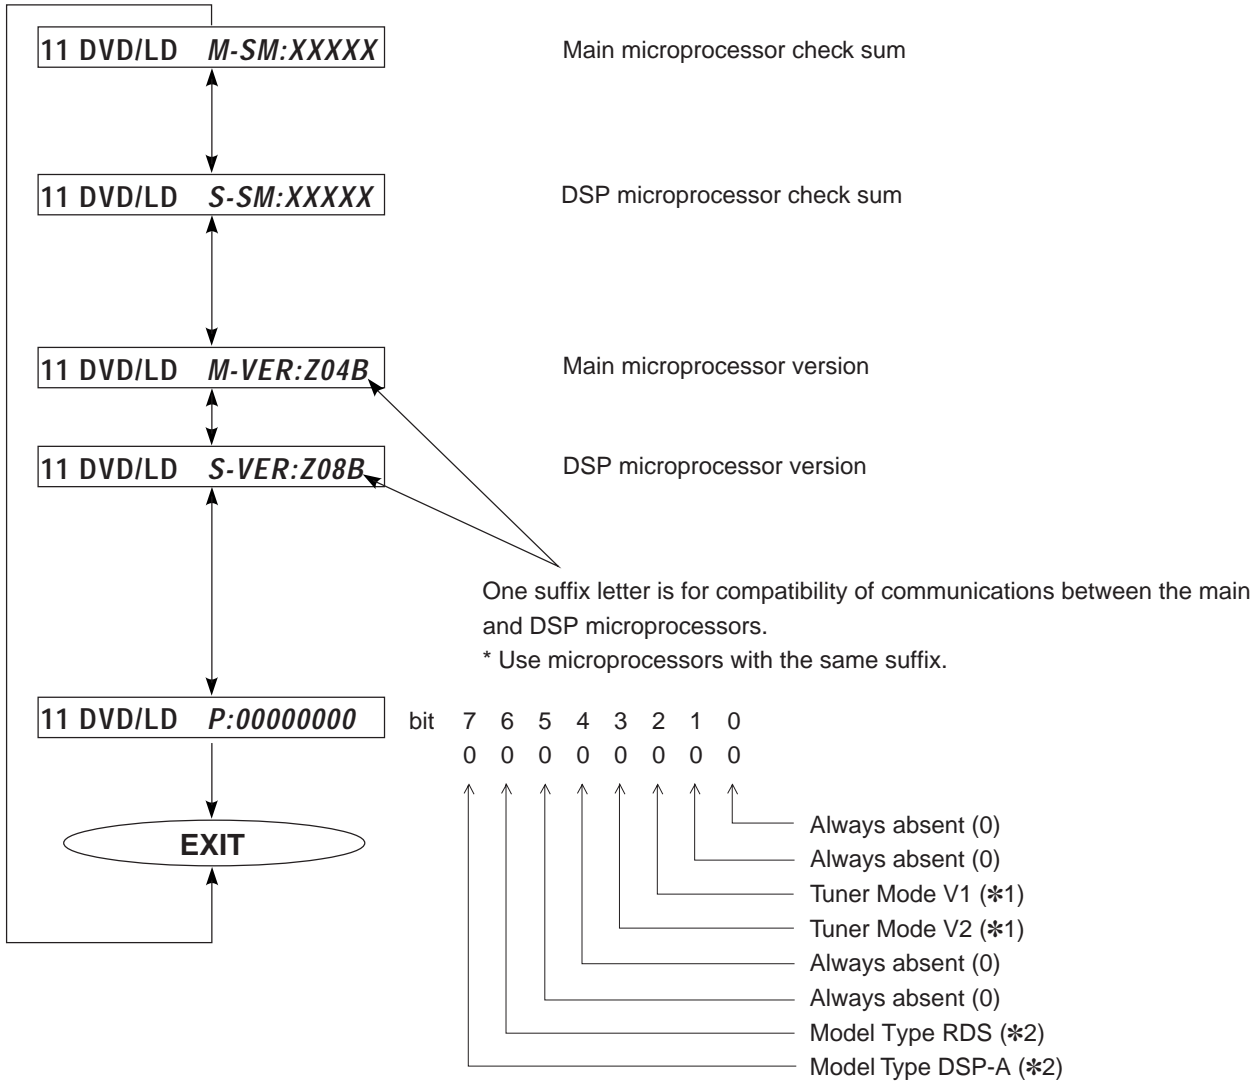 11 DVD/LD M-SM:XXXXX Main microprocessor check sum
11 DVD/LD S-SM:XXXXX DSP microprocessor check sum
11 DVD/LD M-VER:Z04B Main microprocessor version
11 DVD/LD S-VER:Z08B DSP microprocessor version
One suffix letter is for compatibility of communications between the main
and DSP microprocessors.
* Use microprocessors with the same suffix.
11 DVD/LD P:00000000 bit 7 6 5 4 3 2 1 0
0 0 0 0 0 0 0 0
Always absent (0)
EXIT
Always absent (0)
Tuner Mode V1 (✽1)
Tuner Mode V2 (✽1)
Always absent (0)
Always absent (0)
Model Type RDS (✽2)
Model Type DSP-A (✽2)